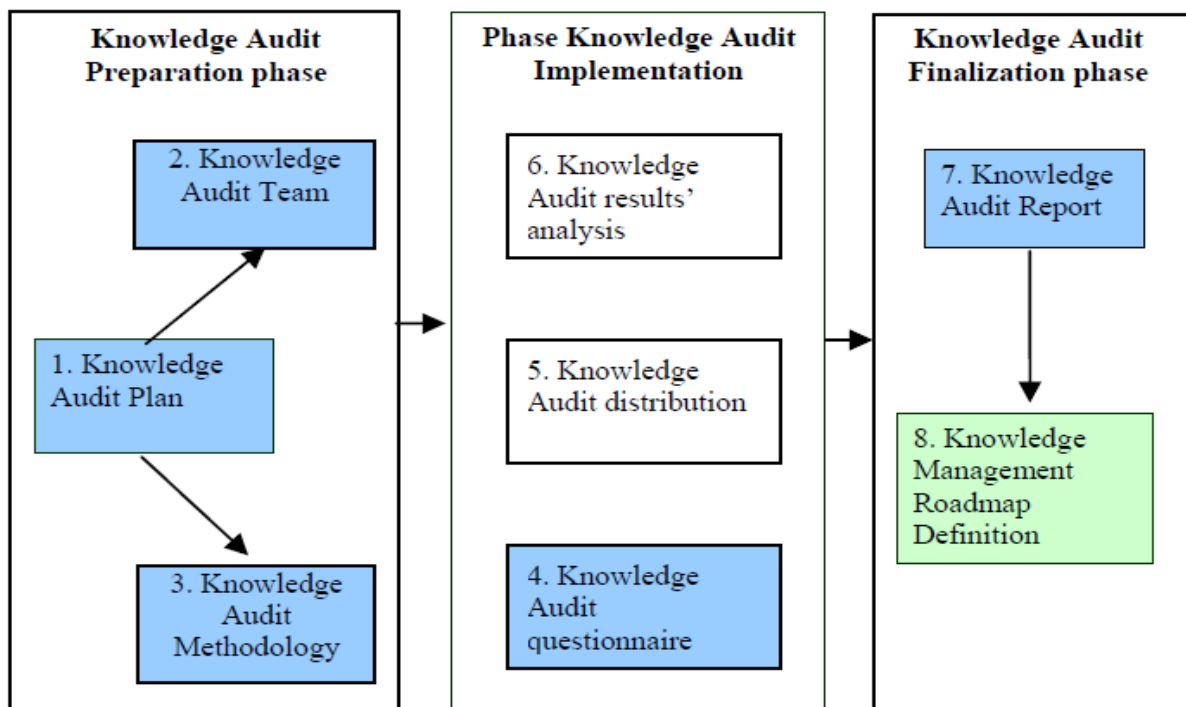 Knowledge Audit
Preparation phase
2. Knowledge
Audit Team
1. Knowledge
Audit Plan
3. Knowledge
Audit
Methodology
Phase Knowledge Audit
Implementation
6. Knowledge
Audit results’
analysis
5. Knowledge
Audit distribution
4. Knowledge
Audit
questionnaire
Knowledge Audit
Finalization phase
7. Knowledge
Audit Report
8. Knowledge
Management
Roadmap
Definition